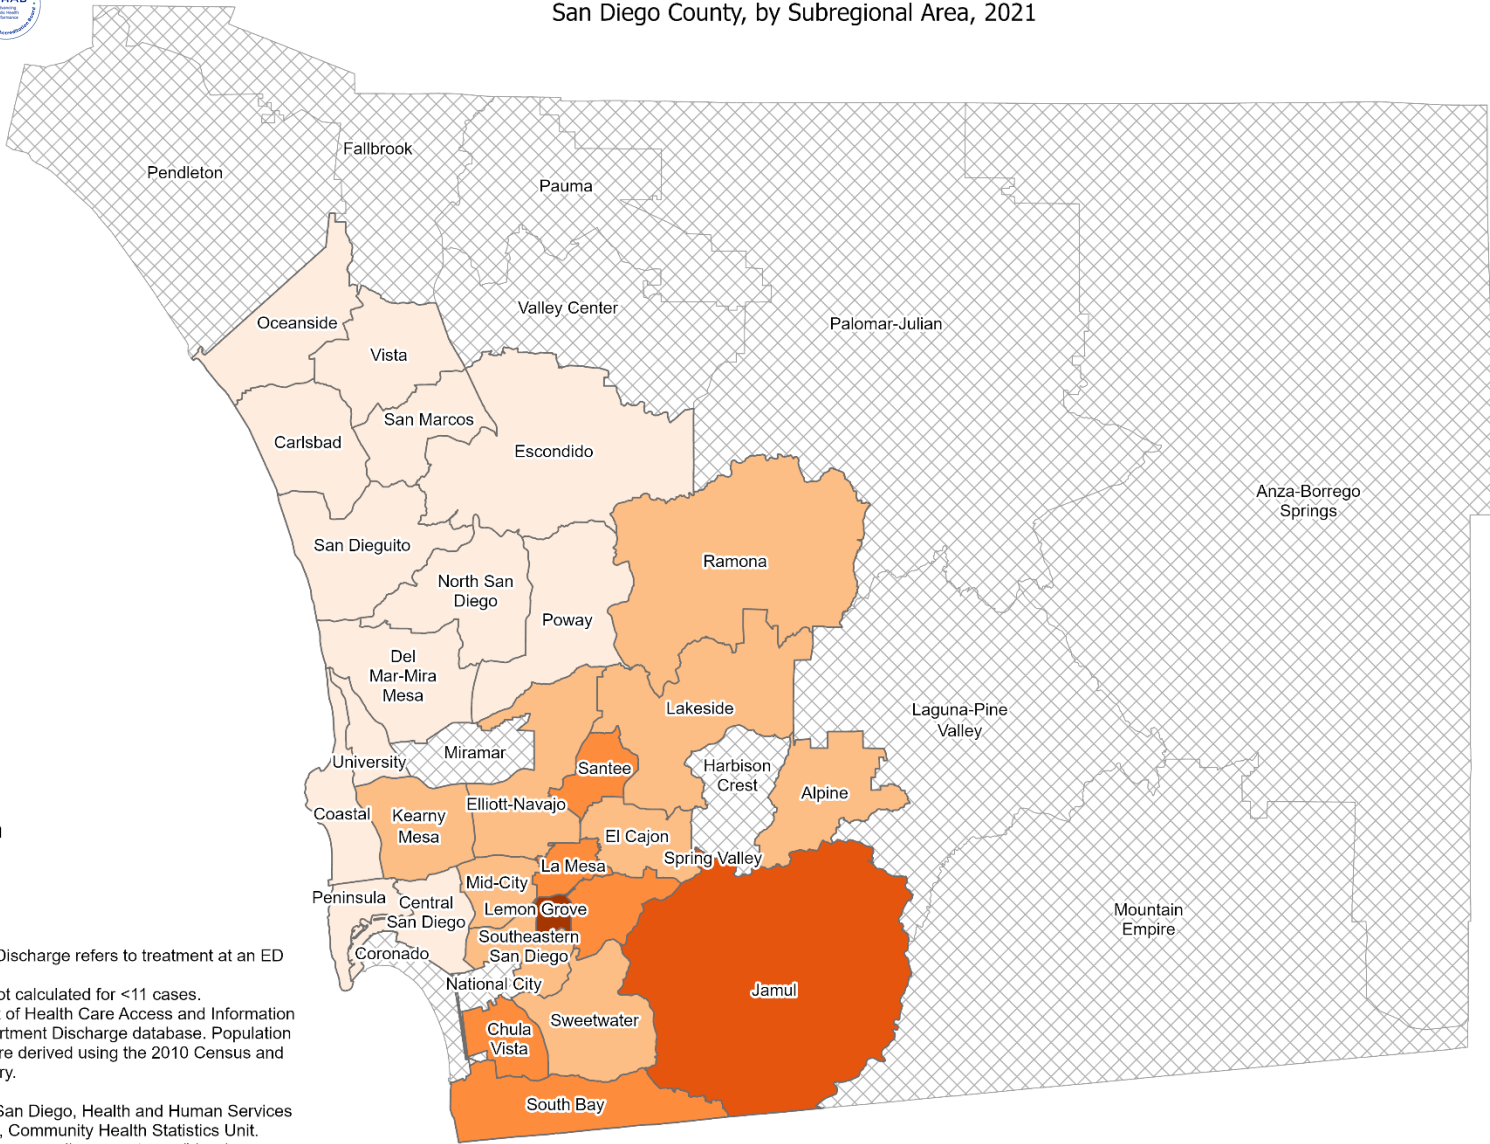 San Diego County, by Subregional Area, 2021
Pendleton
Fallbrook
Pauma
Valley Center
Palomar-Julian
Oceanside
Vista
San Marcos
Carlsbad
Escondido
Anza-Borrego
Springs
San Dieguito
Ramona
North San
Diego
Poway
Del
Mar-Mira
Mesa
Lakeside
Laguna-Pine
Valley
Miramar
University
Santee
Harbison
Crest
Alpine
Coastal
Kearny
Mesa
Elliott-Navajo
El Cajon
Spring Valley
La Mesa
Mid-City
Peninsula
Central
San Diego
Lemon Grove
Mountain
Empire
Southeastern
San Diego
Coronado
National City
Jamul
Sweetwater
Chula
Vista
South Bay
Discharge refers to treatment at an ED
ot calculated for <11 cases.
t of Health Care Access and Information
rtment Discharge database. Population
re derived using the 2010 Census and
ry.
San Diego, Health and Human Services
, Community Health Statistics Unit.